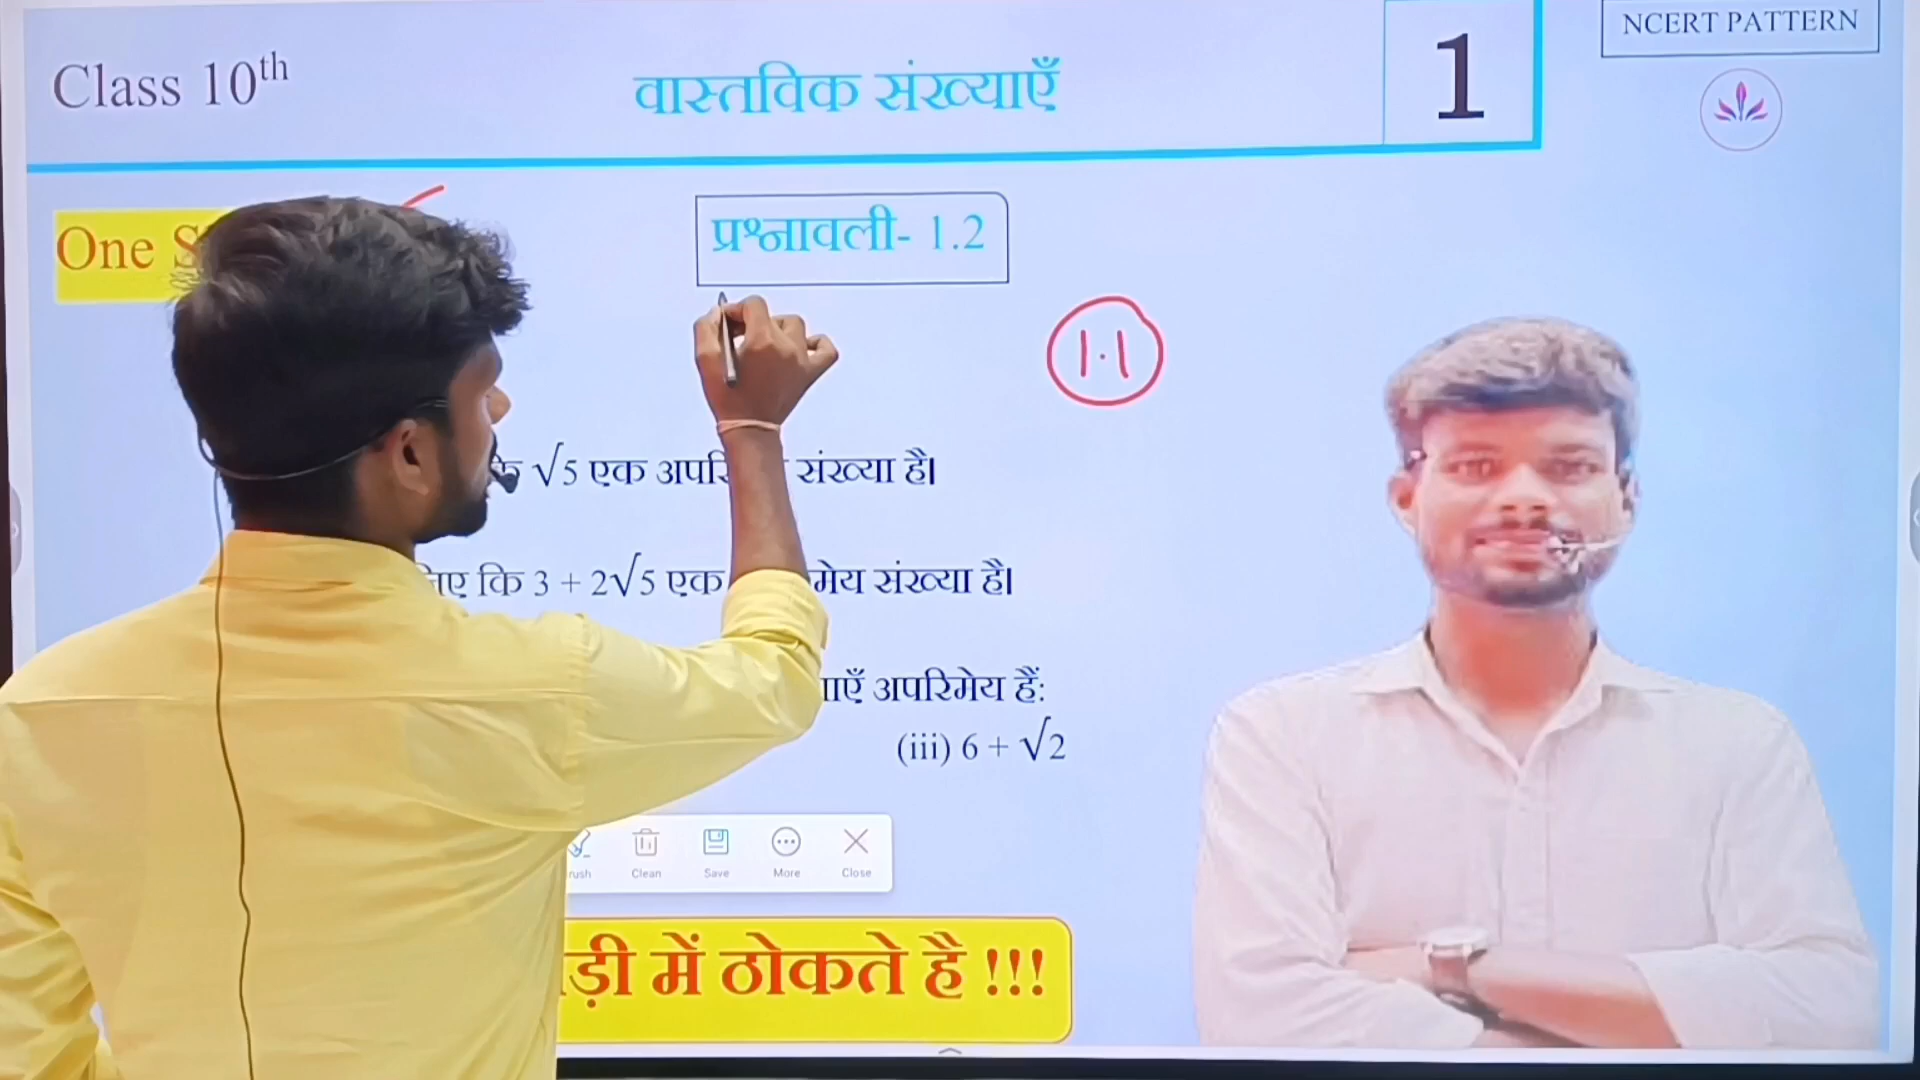 NCERT PATTERN
Class 10th
वास्तविक संख्याएँ
1
One
प्रश्नावली- 1.2
1.1
√5 एक संख्या है।
कि 3 + 2√5 एक संख्या है।
अपरिमेय हैं:
(iii) 6 + √2
Clean
Save
More
Close
में ठोकते है !!!